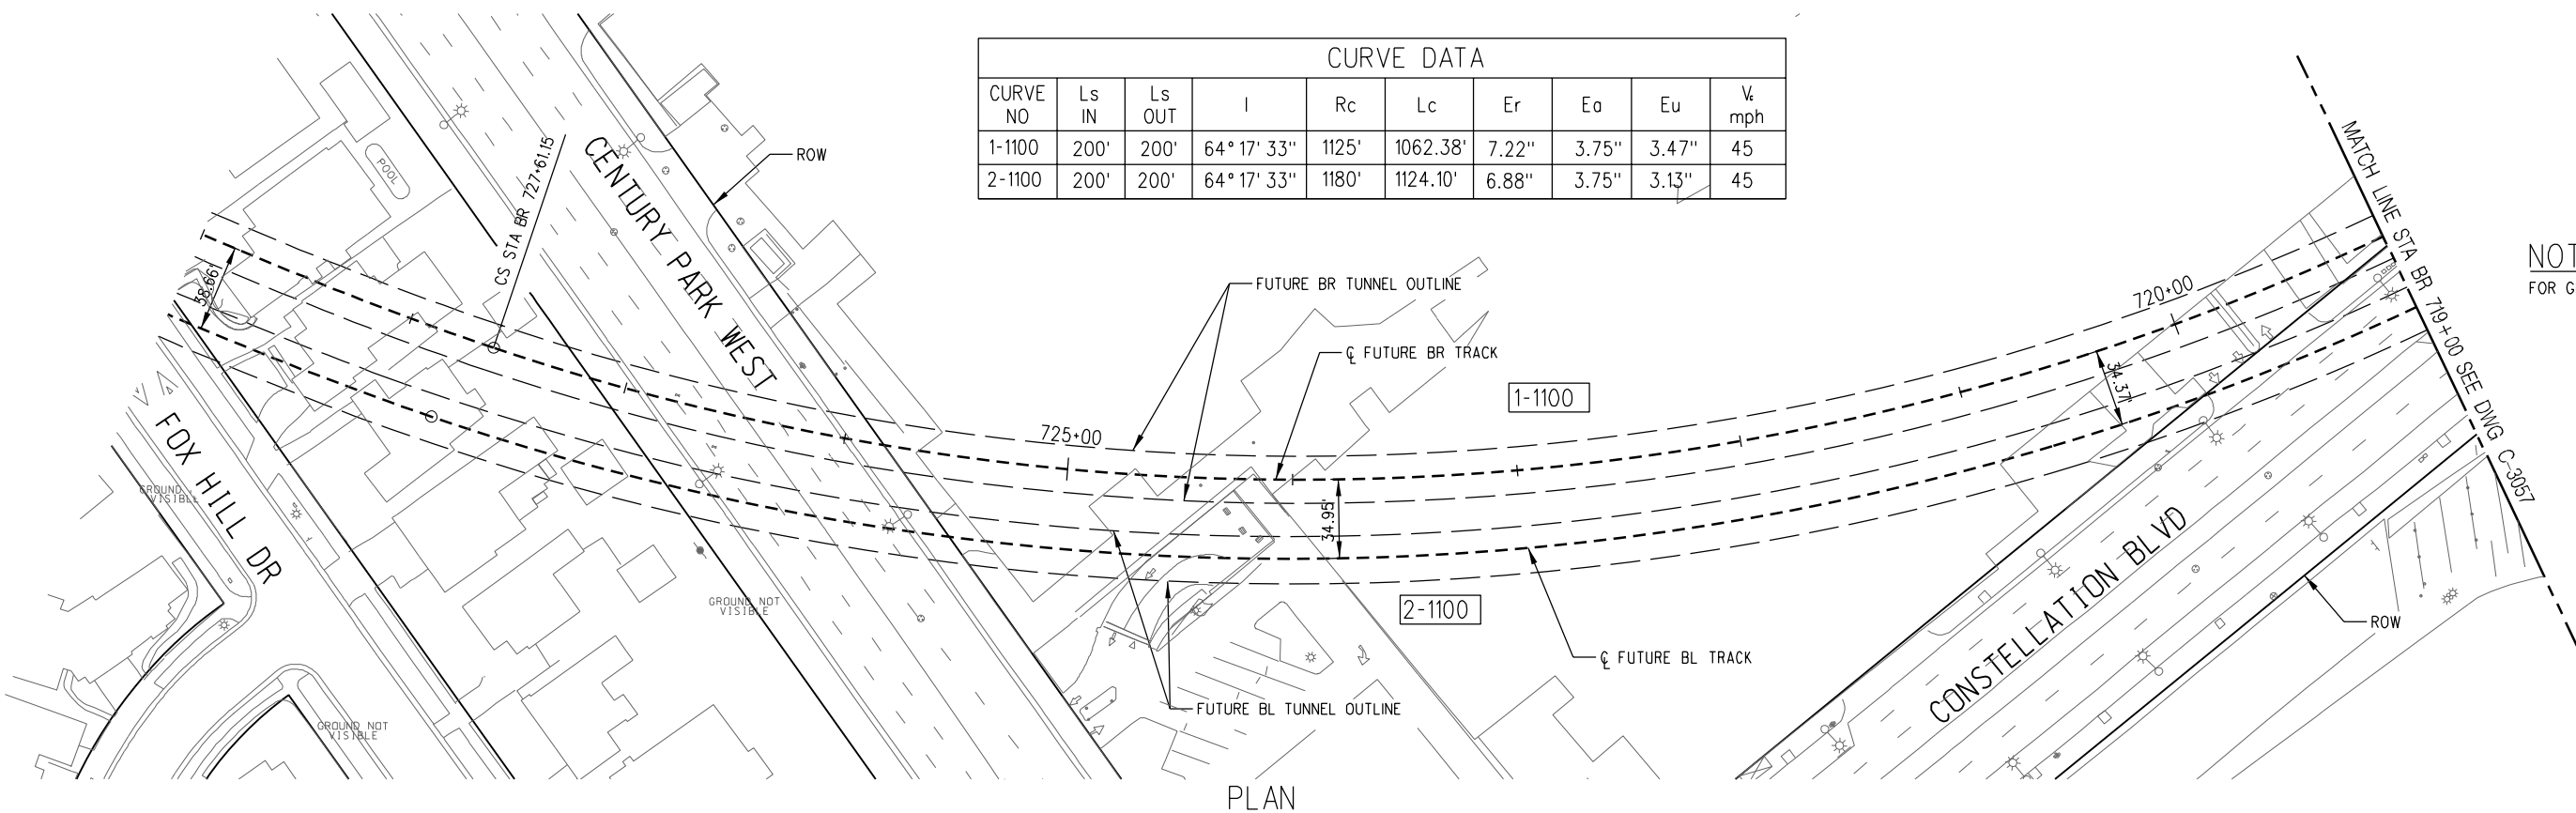 CURVE DATA
CURVE NO Ls IN Ls OUT I Rc Lc Er Ea Eu Vc mph
1-1100 200' 200' 64° 17' 33" 1125' 1062.38' 7.22" 3.75" 3.47" 45
2-1100 200' 200' 64° 17' 33" 1180' 1124.10' 6.88" 3.75" 3.13" 45
ROW
POOL
CS STA BR 727+61.15
CENTURY PARK WEST
38.66'
FOX HILL DR
GROUND
VISIBLE
GROUND NOT
VISIBLE
GROUND NOT
VISIBLE
FUTURE BR TUNNEL OUTLINE
℄ FUTURE BR TRACK
725+00
1-1100
34.95'
2-1100
℄ FUTURE BL TRACK
FUTURE BL TUNNEL OUTLINE
720+00
34.37'
MATCH LINE STA BR 719+00 SEE DWG C-3057
CONSTELLATION BLVD
ROW
NOT
FOR G
PLAN